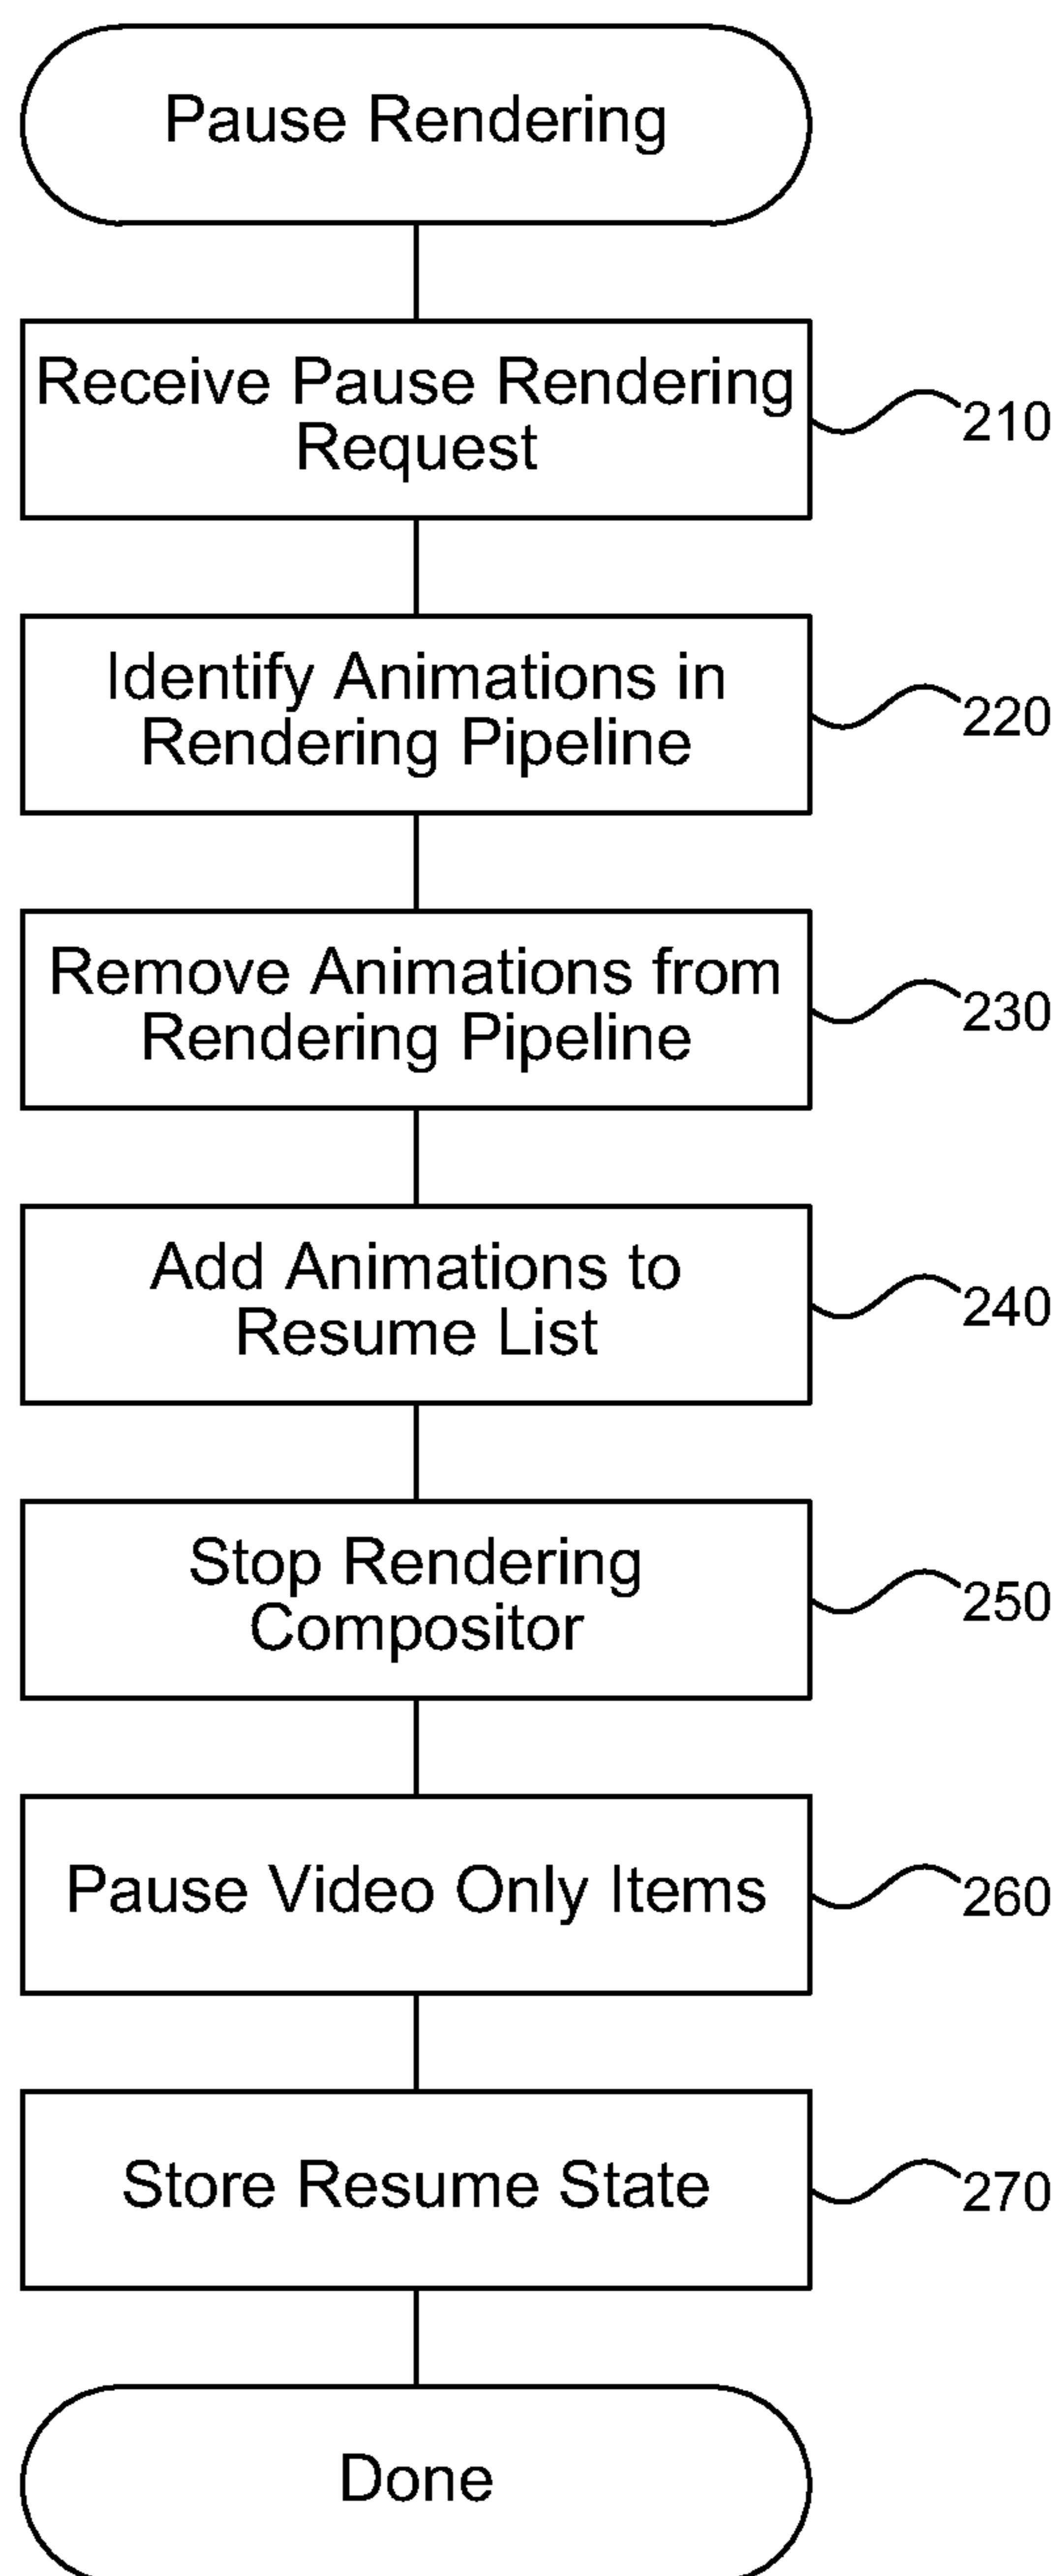 Pause Rendering
Receive Pause Rendering
Request
210
Identify Animations in
Rendering Pipeline
220
Remove Animations from
Rendering Pipeline
230
Add Animations to
Resume List
240
Stop Rendering
Compositor
250
Pause Video Only Items
260
Store Resume State
270
Done